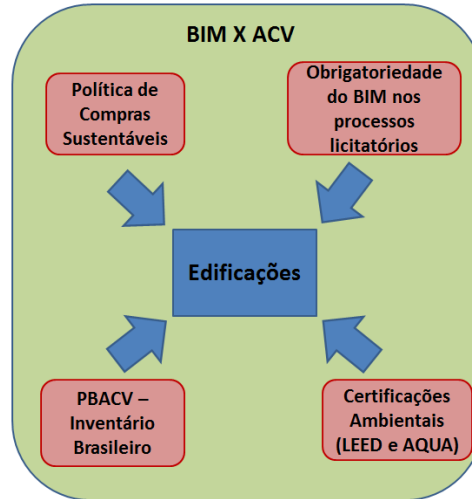 BIM X ACV
Política de
Compras
Sustentáveis
Obrigatoriedade
do BIM nos
processos
licitatórios
Edificações
PBACV –
Inventário
Brasileiro
Certificações
Ambientais
(LEED e AQUA)